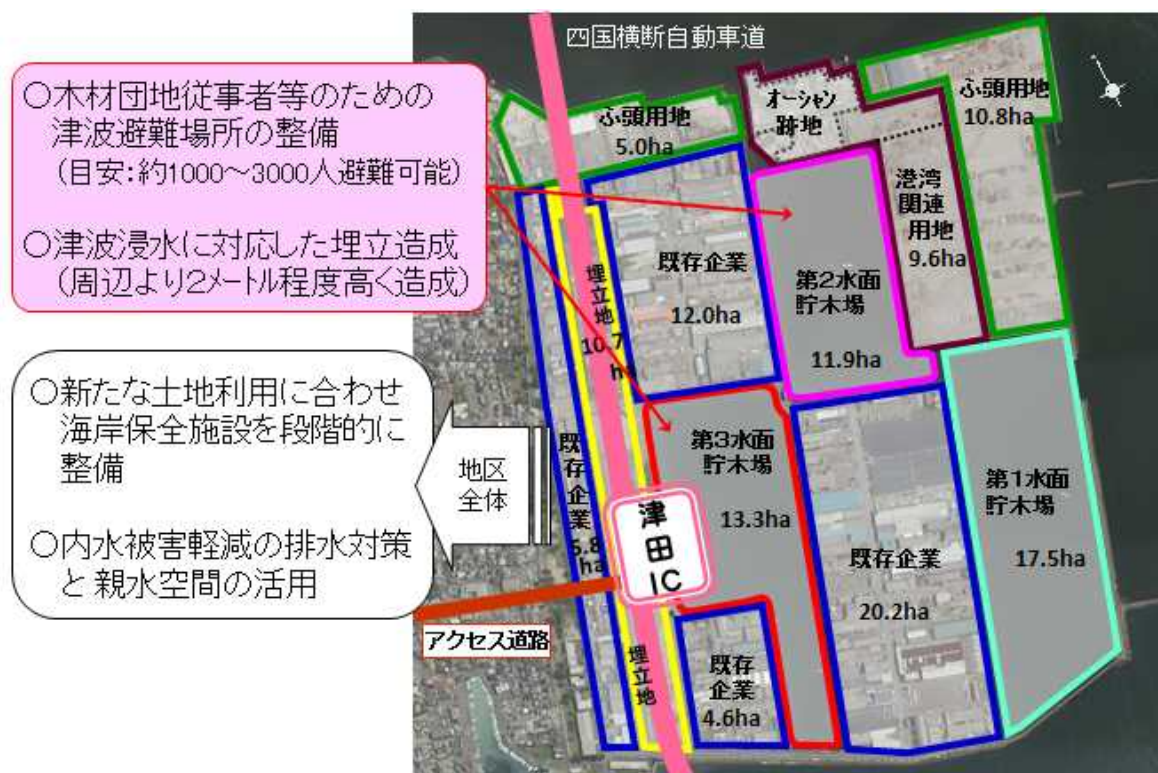 四国横断自動車道
○木材団地従事者等のための
津波避難場所の整備
(目安:約1000～3000人避難可能)
○津波浸水に対応した埋立造成
(周辺より2メートル程度高く造成)
○新たな土地利用に合わせ
海岸保全施設を段階的に
整備
○内水被害軽減の排水対策
と親水空間の活用
地区
全体
ふ頭用地
5.0ha
オーシャン
跡地
ふ頭用地
10.8ha
港湾
関連
用地
9.6ha
既存企業
12.0ha
第2水面
貯木場
11.9ha
埋立地
10.7
ha
既存企業
5.8
ha
第3水面
貯木場
13.3ha
第1水面
貯木場
17.5ha
既存企業
20.2ha
津田
IC
アクセス道路
埋立地
既存
企業
4.6ha